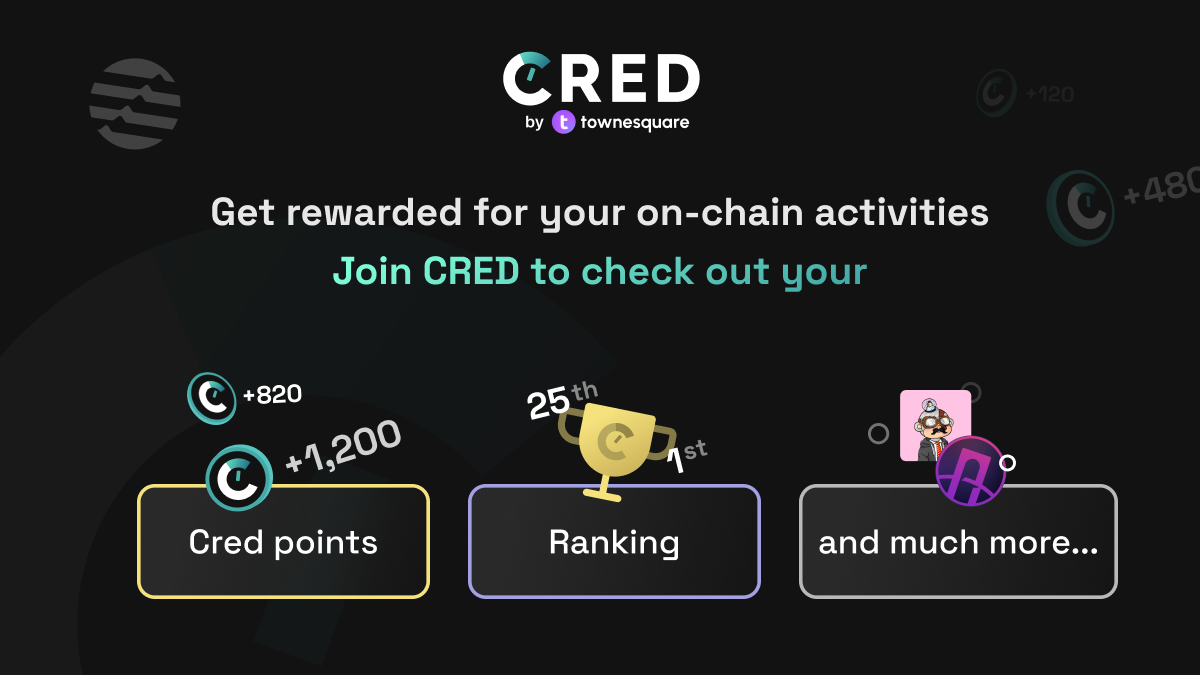 CRED
by townesquare
+120
+480
Get rewarded for your on-chain activities
Join CRED to check out your
+820
+1,200
25th
1st
Cred points
Ranking
and much more...